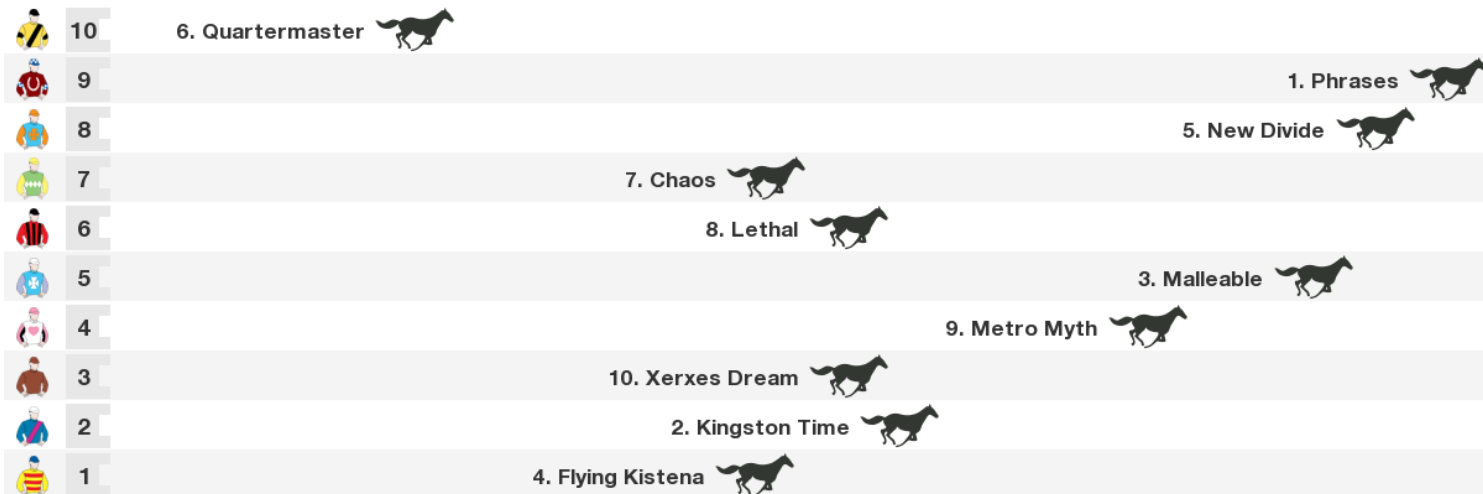 10 6. Quartermaster
9 1. Phrases
8 5. New Divide
7 7. Chaos
6 8. Lethal
5 3. Malleable
4 9. Metro Myth
3 10. Xerxes Dream
2 2. Kingston Time
1 4. Flying Kistena